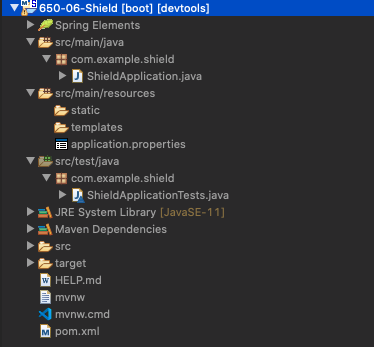 650-06-Shield [boot] [devtools]
Spring Elements
src/main/java
com.example.shield
ShieldApplication.java
src/main/resources
static
templates
application.properties
src/test/java
com.example.shield
ShieldApplicationTests.java
JRE System Library [JavaSE-11]
Maven Dependencies
src
target
HELP.md
mvnw
mvnw.cmd
pom.xml